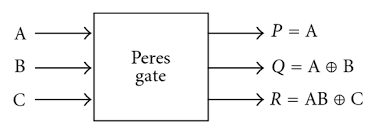 A
B
C
Peres
gate
P = A
Q = A ⊕ B
R = AB ⊕ C